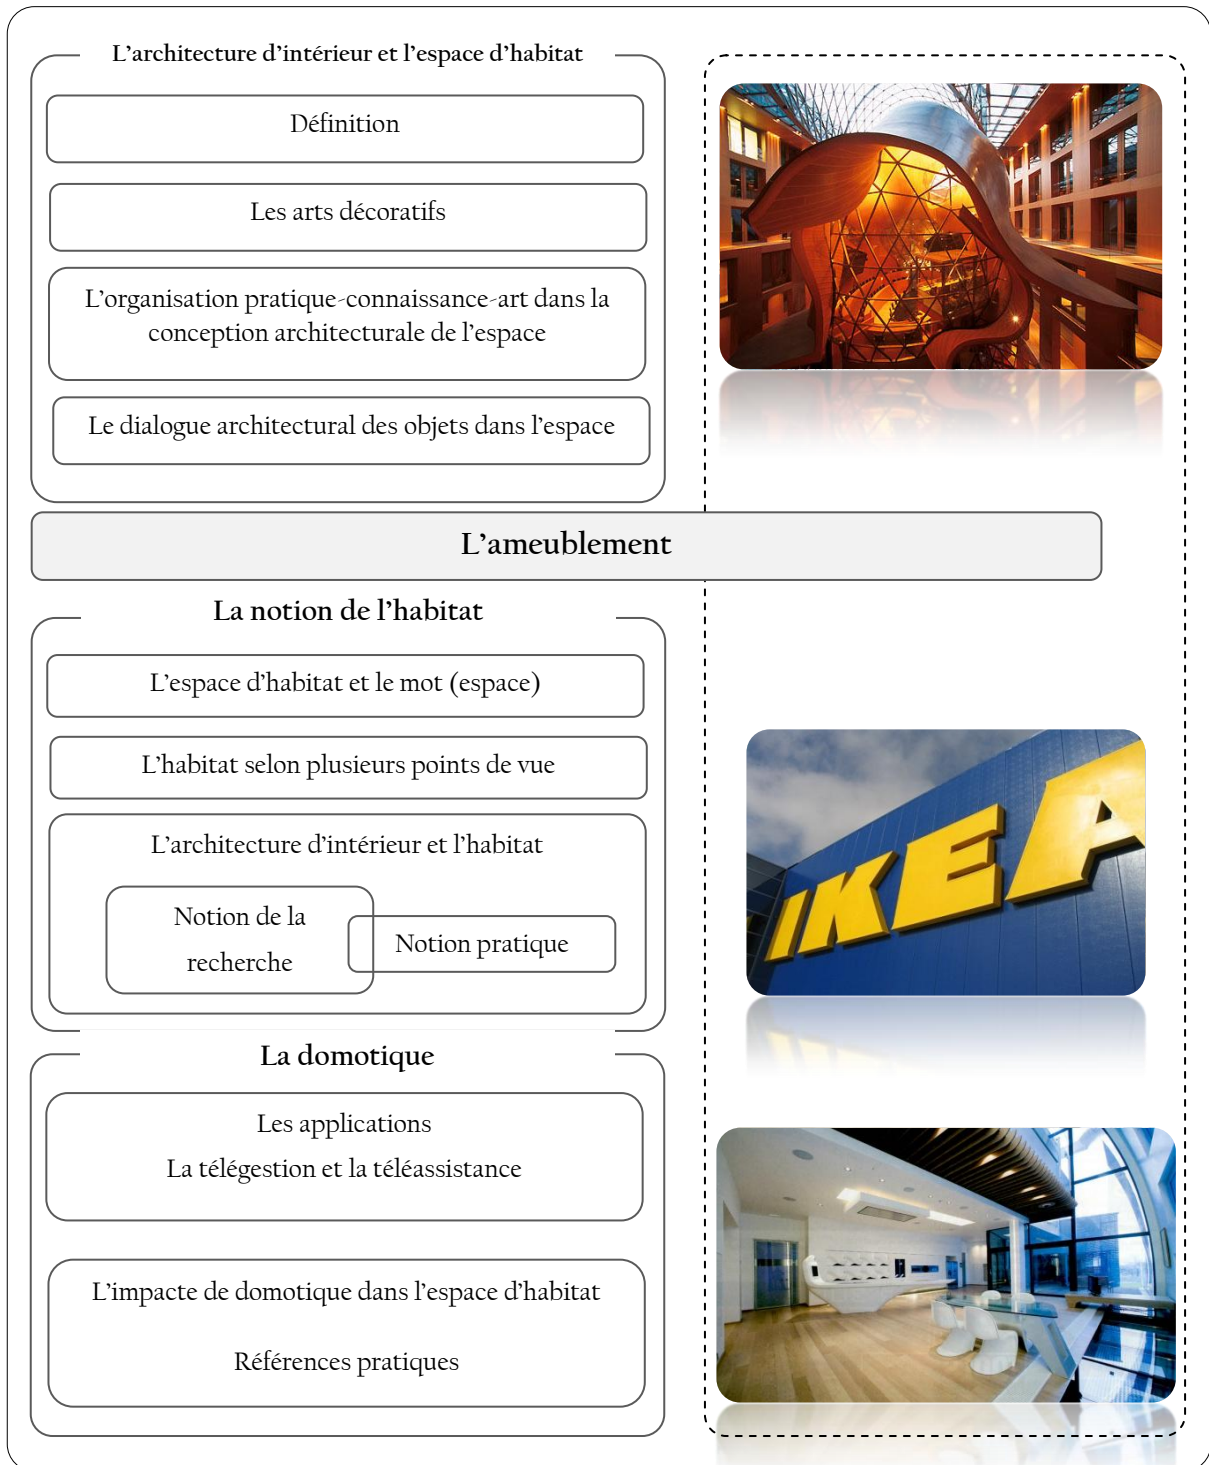 L’architecture d’intérieur et l’espace d’habitat
Définition
Les arts décoratifs
L’organisation pratique-connaissance-art dans la
conception architecturale de l’espace
Le dialogue architectural des objets dans l’espace
L’ameublement
La notion de l’habitat
L’espace d’habitat et le mot (espace)
L’habitat selon plusieurs points de vue
L’architecture d’intérieur et l’habitat
Notion de la
recherche
Notion pratique
IKEA
La domotique
Les applications
La télégestion et la téléassistance
L’impacte de domotique dans l’espace d’habitat
Références pratiques